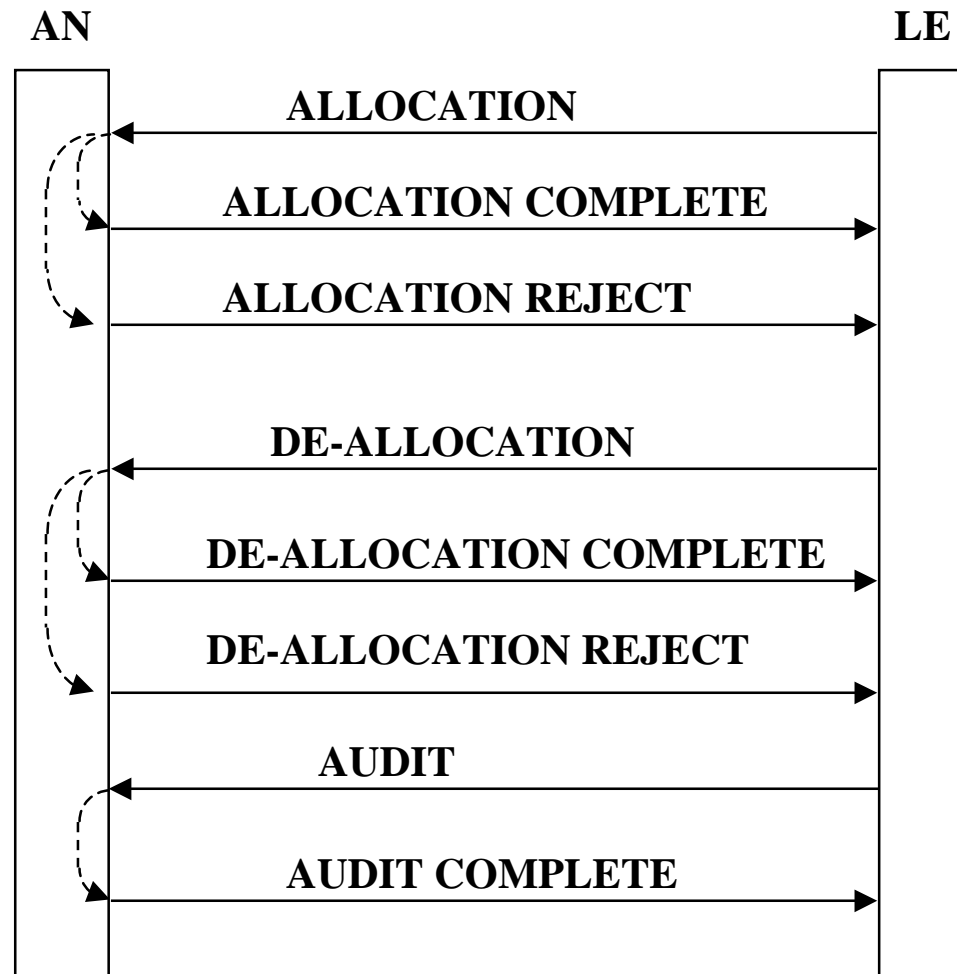 AN LE
ALLOCATION
ALLOCATION COMPLETE
ALLOCATION REJECT
DE-ALLOCATION
DE-ALLOCATION COMPLETE
DE-ALLOCATION REJECT
AUDIT
AUDIT COMPLETE